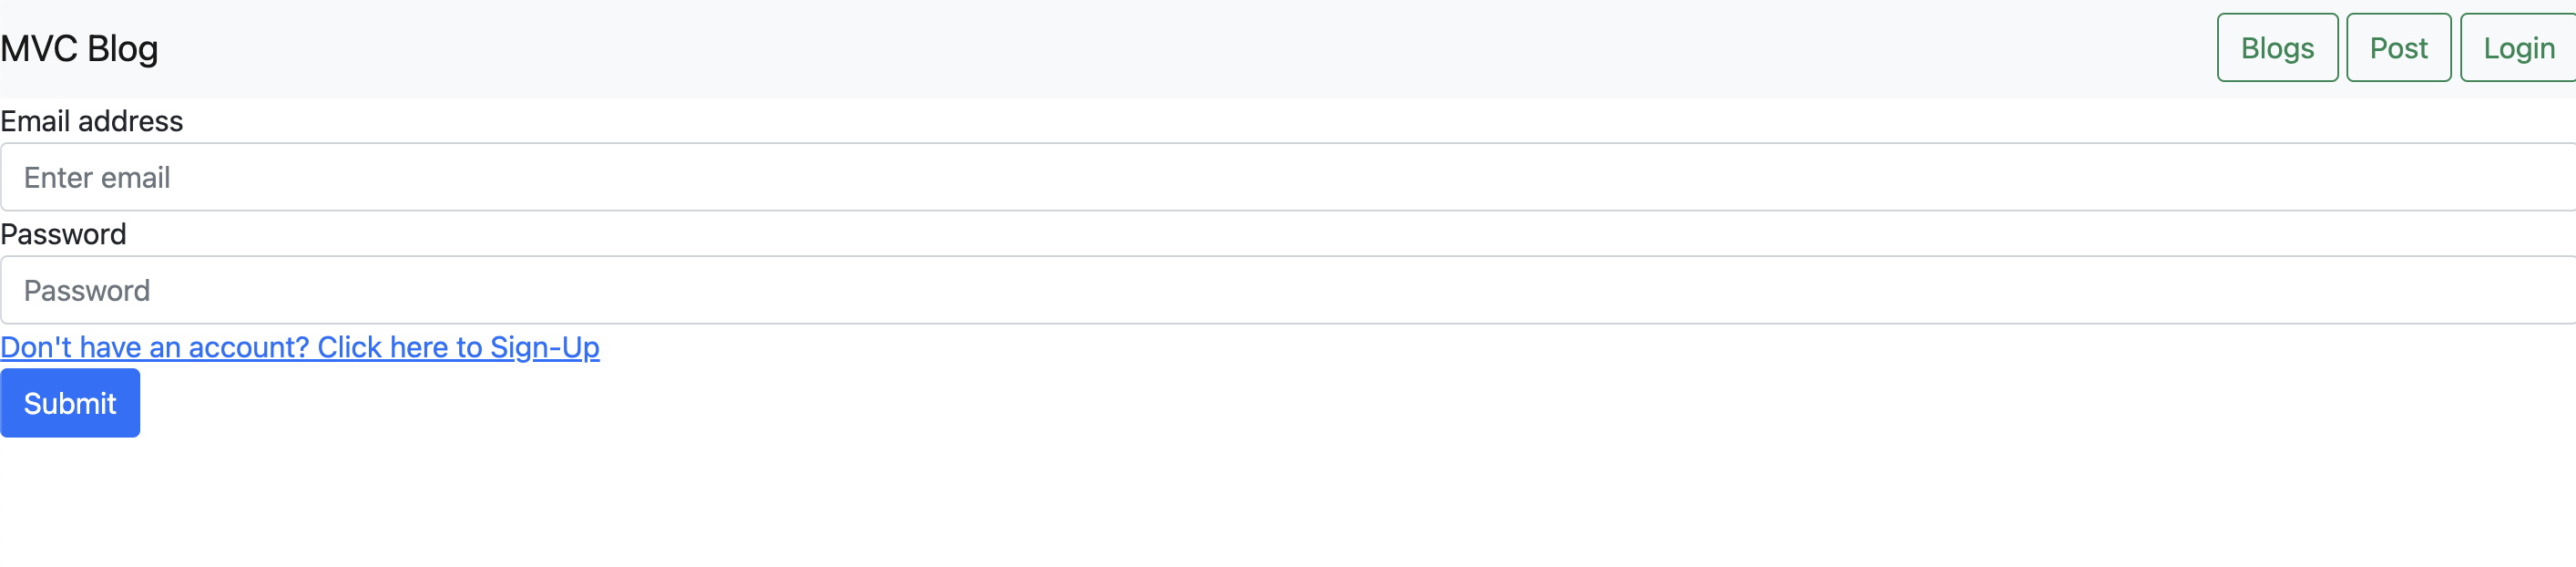 MVC Blog Blogs Post Login
Email address
Enter email
Password
Password
Don't have an account? Click here to Sign-Up
Submit